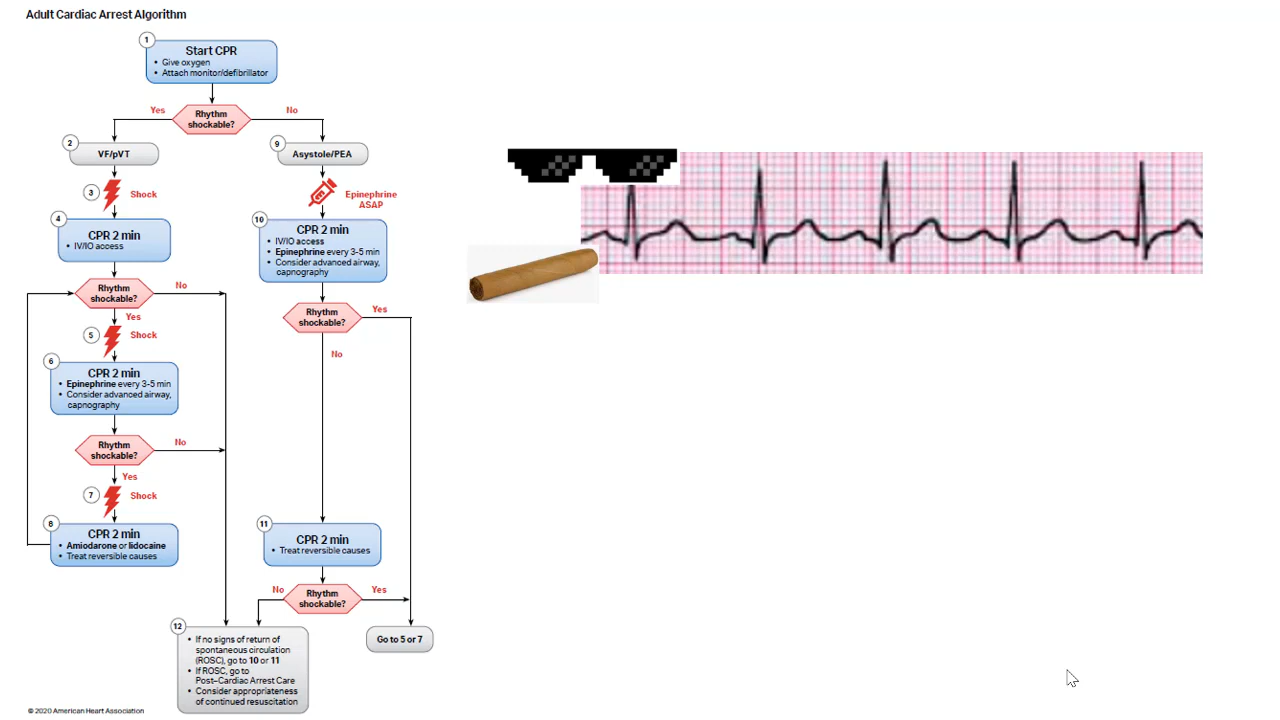 Adult Cardiac Arrest Algorithm
1
Start CPR
• Give oxygen
• Attach monitor/defibrillator
Yes
Rhythm
shockable?
No
2
VF/pVT
9
Asystole/PEA
3
Shock
Epinephrine
ASAP
4
CPR 2 min
• IV/IO access
10
CPR 2 min
• IV/IO access
• Epinephrine every 3-5 min
• Consider advanced airway,
capnography
Rhythm
shockable?
No
Yes
Rhythm
shockable?
Yes
No
5
Shock
6
CPR 2 min
• Epinephrine every 3-5 min
• Consider advanced airway,
capnography
Rhythm
shockable?
No
Yes
7
Shock
8
CPR 2 min
• Amiodarone or lidocaine
• Treat reversible causes
11
CPR 2 min
• Treat reversible causes
No
Rhythm
shockable?
Yes
12
• If no signs of return of
spontaneous circulation
(ROSC), go to 10 or 11
• If ROSC, go to
Post-Cardiac Arrest Care
• Consider appropriateness
of continued resuscitation
Go to 5 or 7
© 2020 American Heart Association